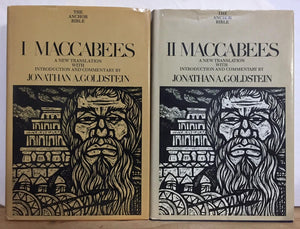 THE
ANCHOR
BIBLE
I MACCABEES
A NEW TRANSLATION
WITH
INTRODUCTION AND COMMENTARY BY
JONATHAN A. GOLDSTEIN
THE
ANCHOR
BIBLE
II MACCABEES
A NEW TRANSLATION
WITH
INTRODUCTION AND COMMENTARY BY
JONATHAN A. GOLDSTEIN